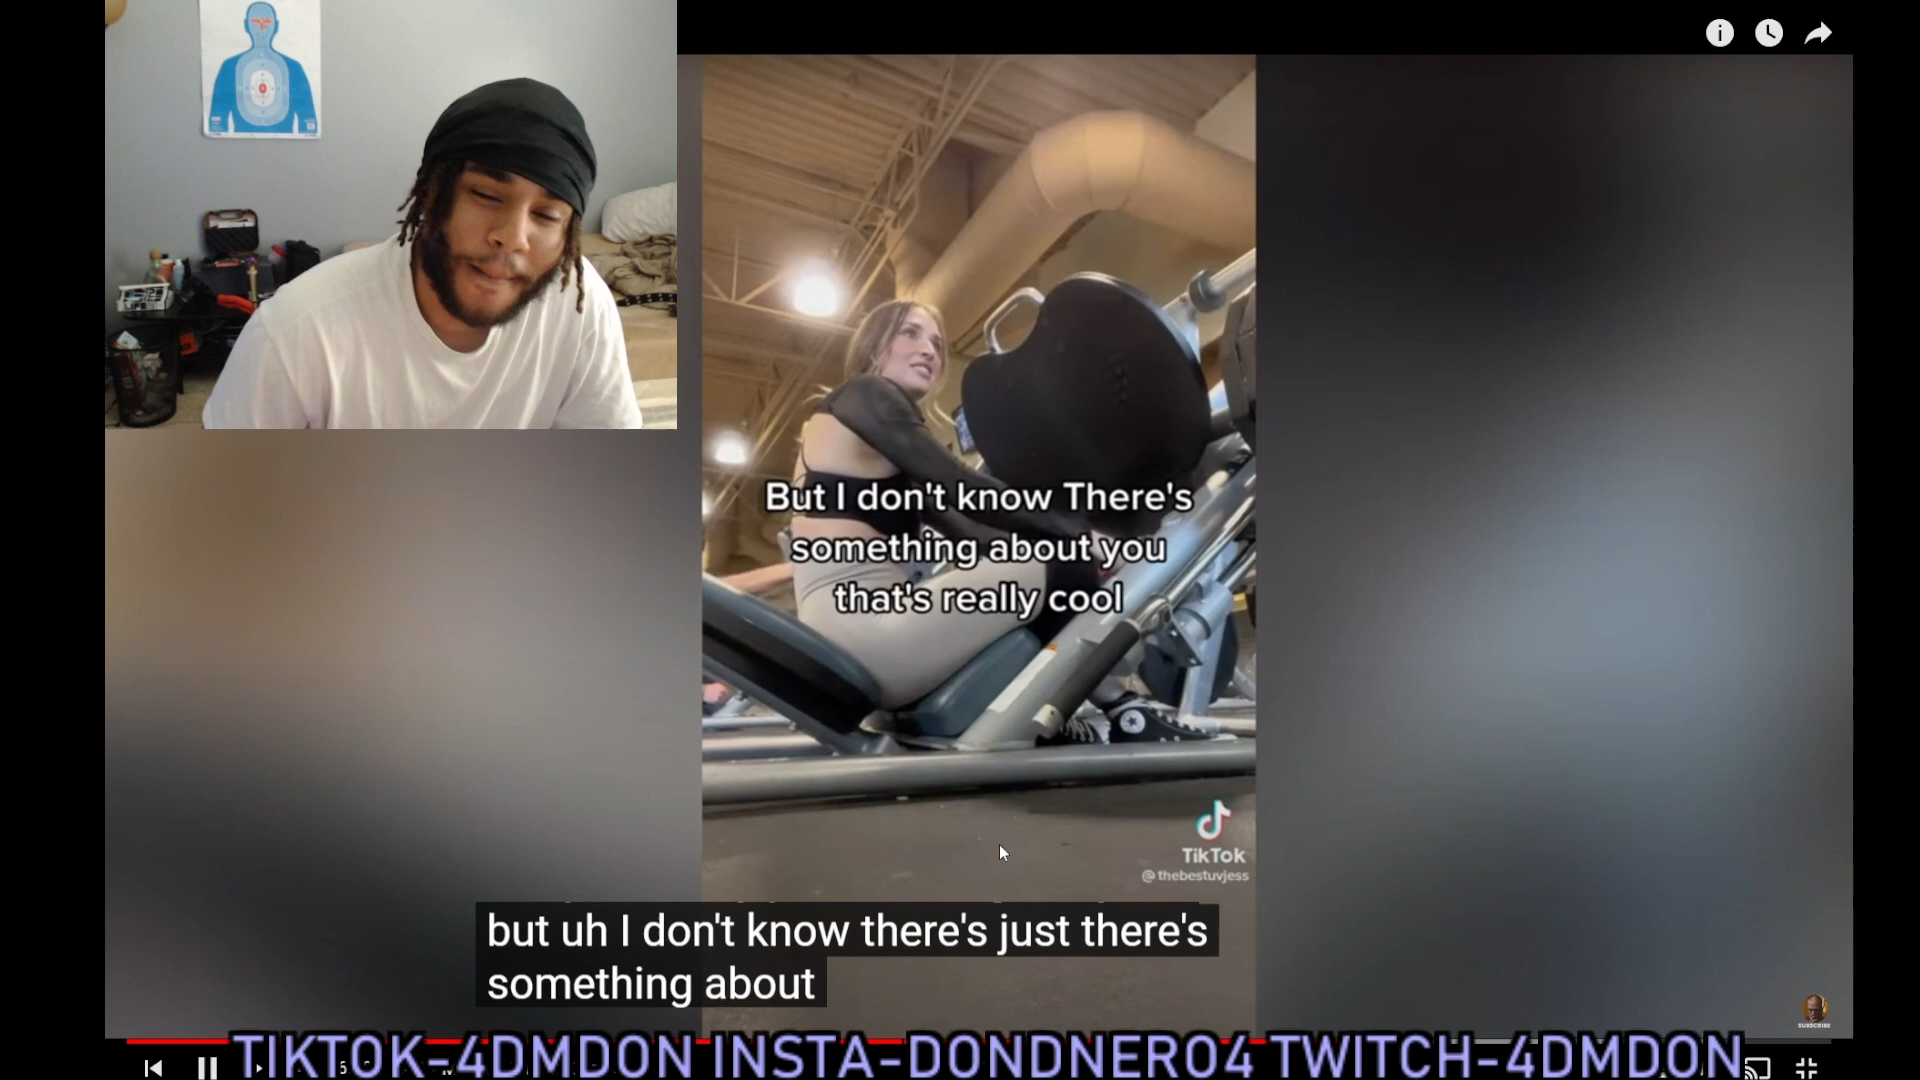 But I don't know There's
something about you
that's really cool
TikTok
@thebestuvjess
but uh I don't know there's just there's
something about
SUBSCRIBE
TIKTOK-4DMDON INSTA-DONDNERO4 TWITCH-4DMDON